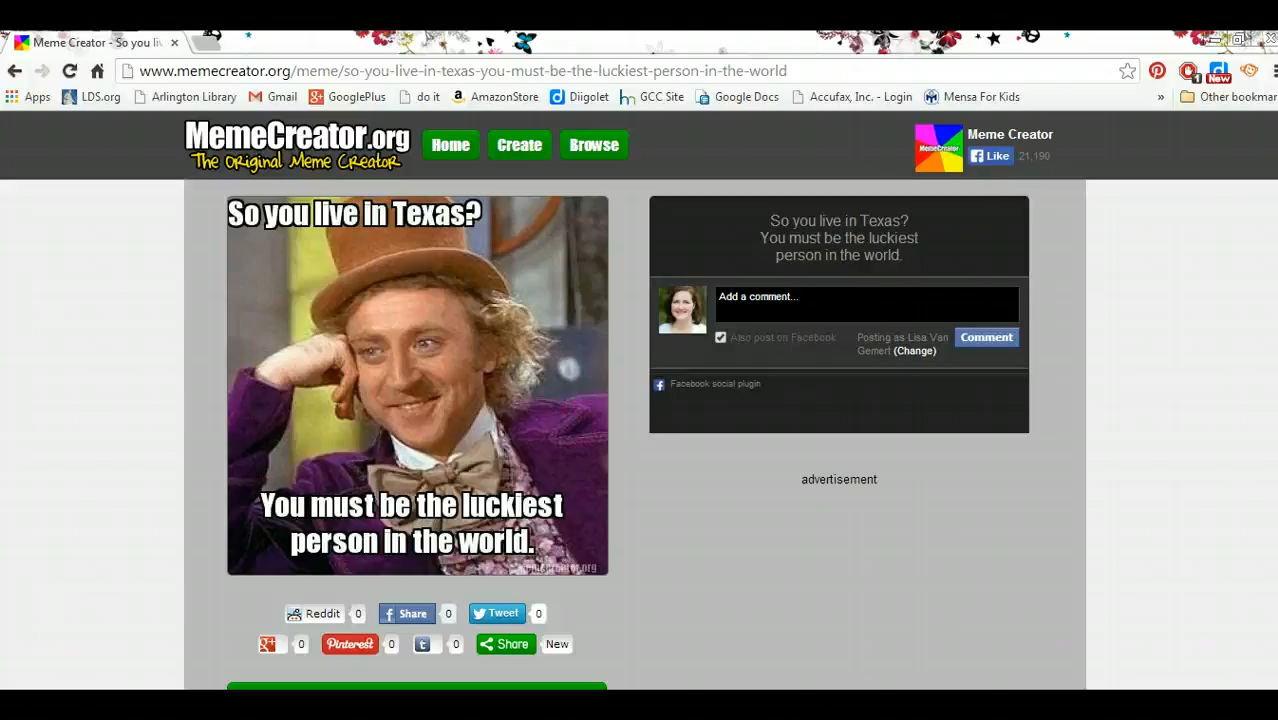 Meme Creator - So you liv
www.memecreator.org/meme/so-you-live-in-texas-you-must-be-the-luckiest-person-in-the-world
New
Apps LDS.org Arlington Library Gmail GooglePlus do it AmazonStore Diigolet GCC Site Google Docs Accufax, Inc. - Login Mensa For Kids » Other bookmar
MemeCreator.org
The Original Meme Creator
Home Create Browse
MemeCreator
Meme Creator
Like 21,190
So you live in Texas?
You must be the luckiest
person in the world.
memecreator.org
So you live in Texas?
You must be the luckiest
person in the world.
Add a comment...
Also post on Facebook
Posting as Lisa Van
Gemert (Change)
Comment
Facebook social plugin
advertisement
Reddit 0 Share 0 Tweet 0
g+ 0 Pinterest 0 t 0 Share New